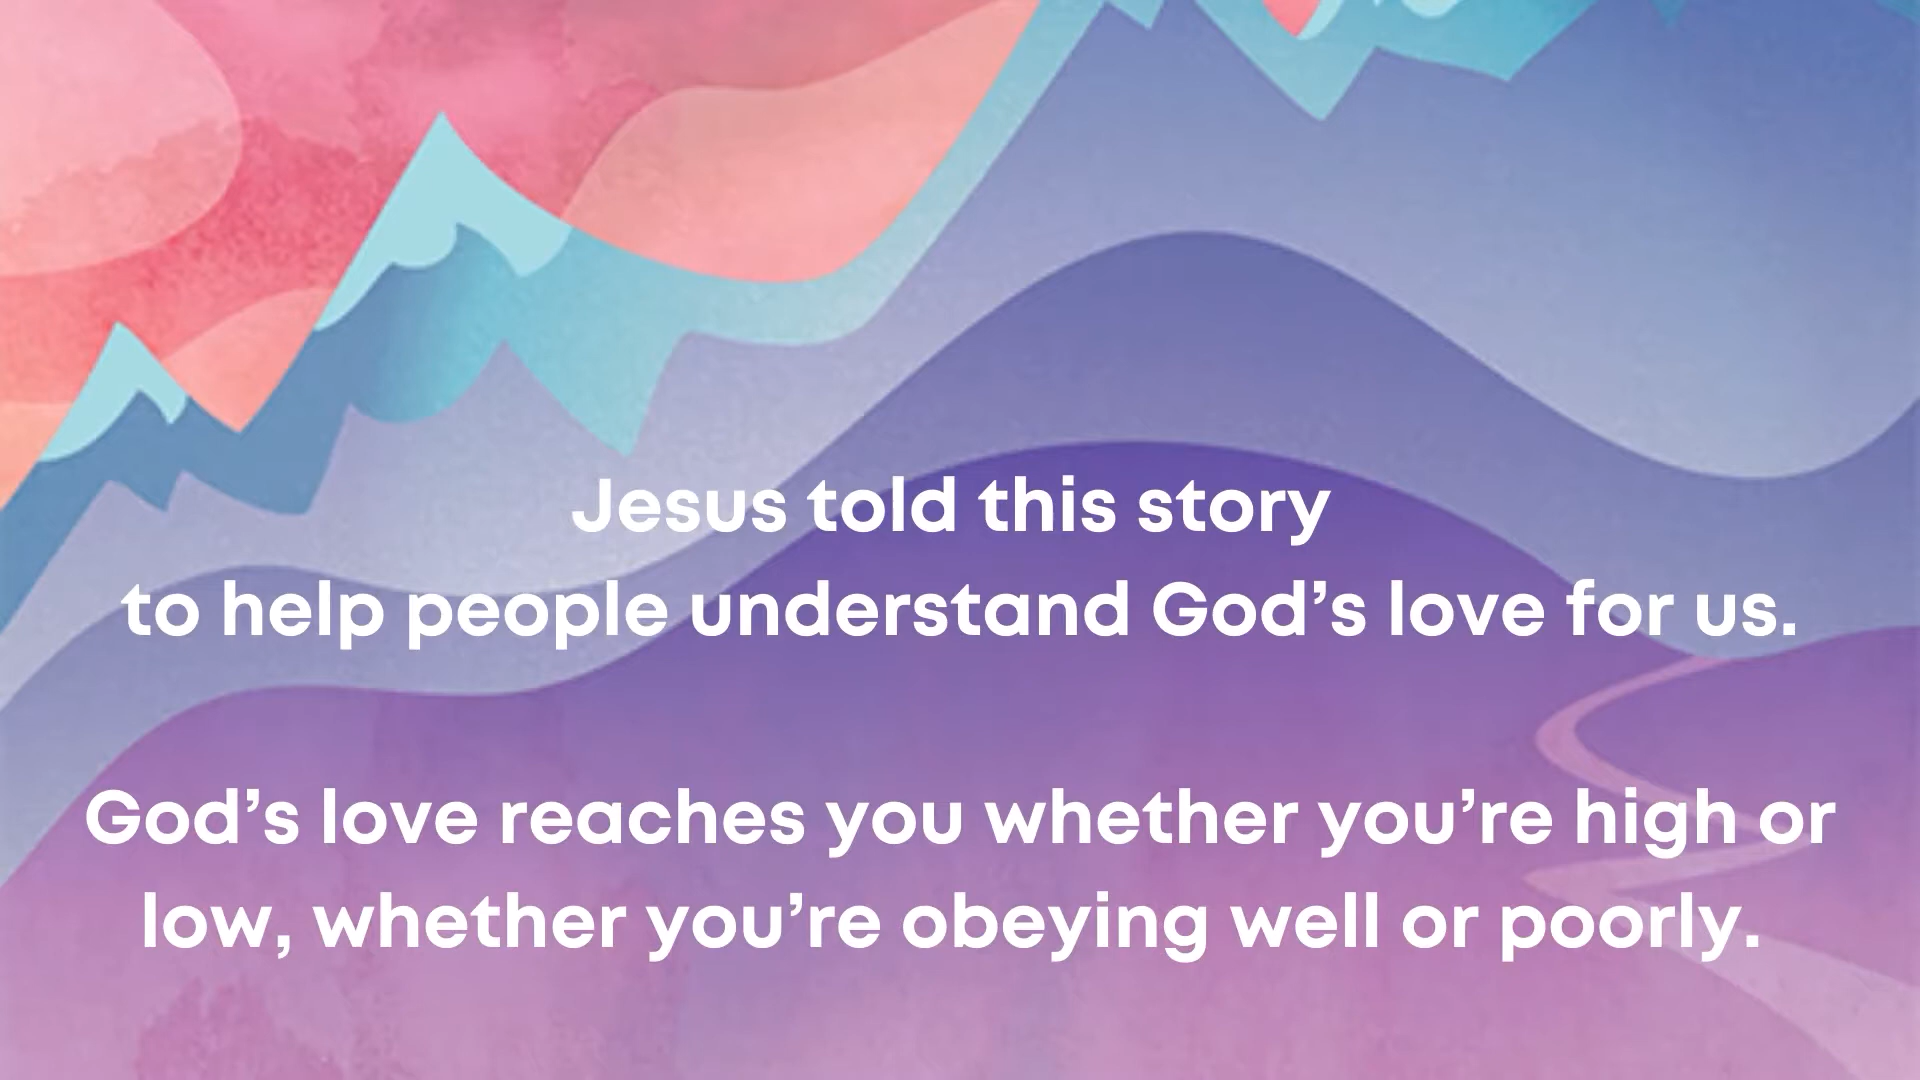 Jesus told this story
to help people understand God’s love for us.
God’s love reaches you whether you’re high or
low, whether you’re obeying well or poorly.